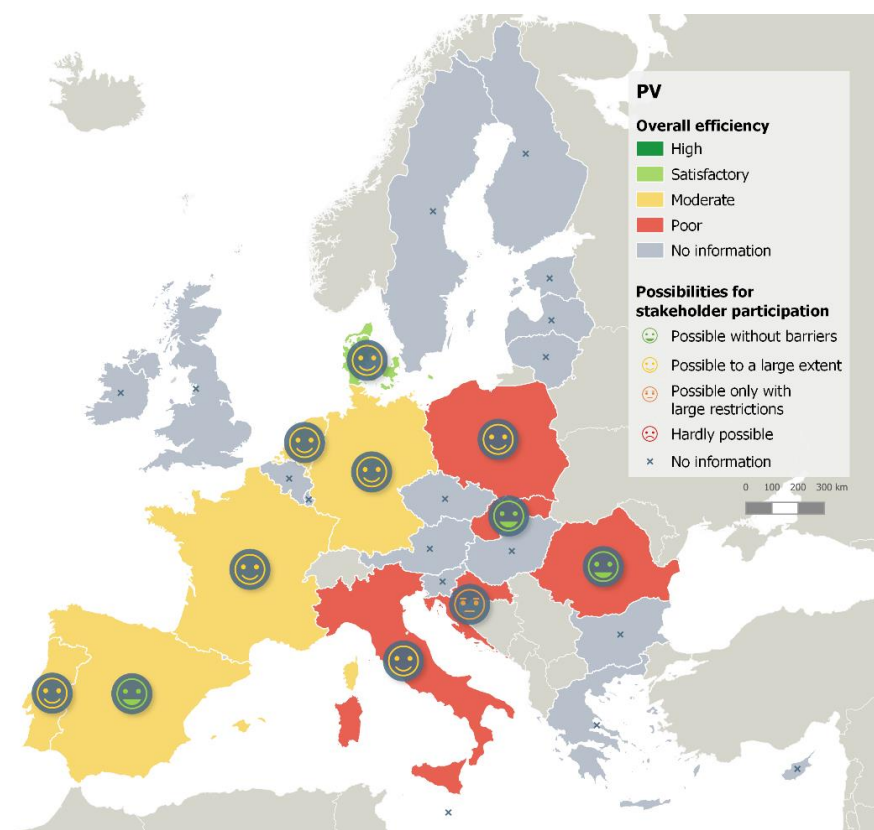 PV
Overall efficiency
High
Satisfactory
Moderate
Poor
No information
Possibilities for
stakeholder participation
Possible without barriers
Possible to a large extent
Possible only with
large restrictions
Hardly possible
No information
0 100 200 300 km